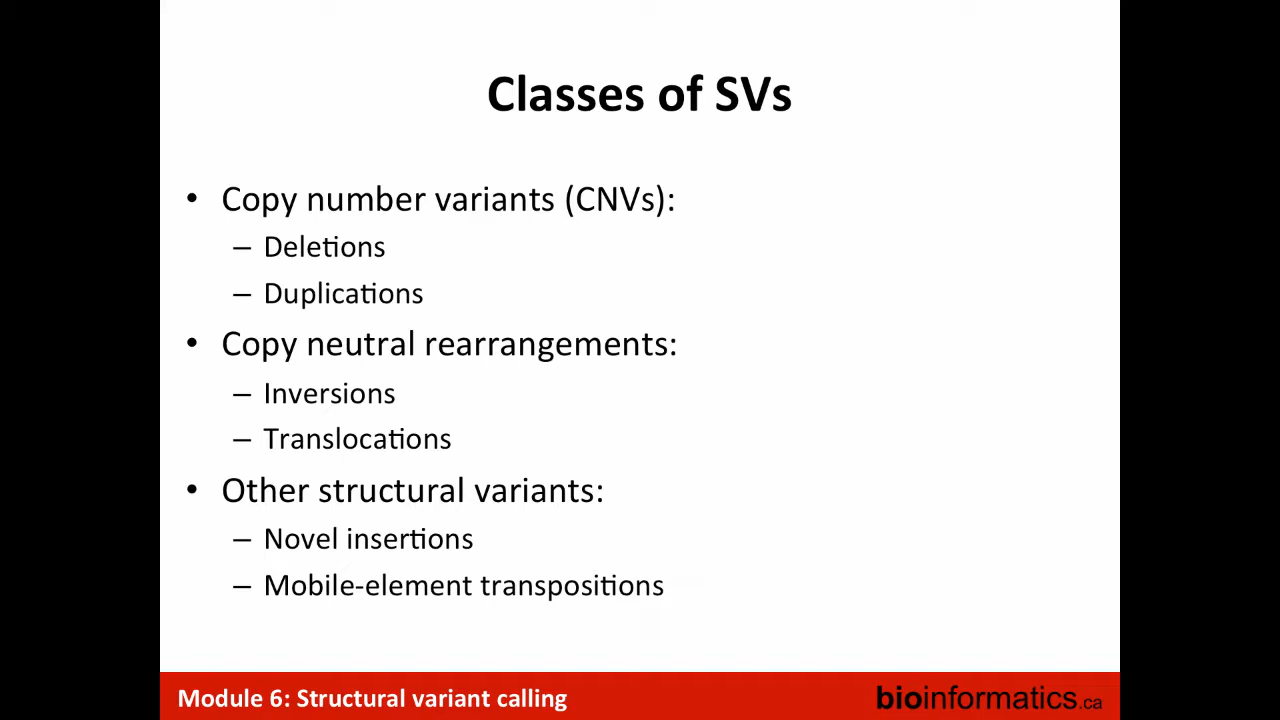 Classes of SVs
• Copy number variants (CNVs):
– Deletions
– Duplications
• Copy neutral rearrangements:
– Inversions
– Translocations
• Other structural variants:
– Novel insertions
– Mobile-element transpositions
Module 6: Structural variant calling
bioinformatics.ca